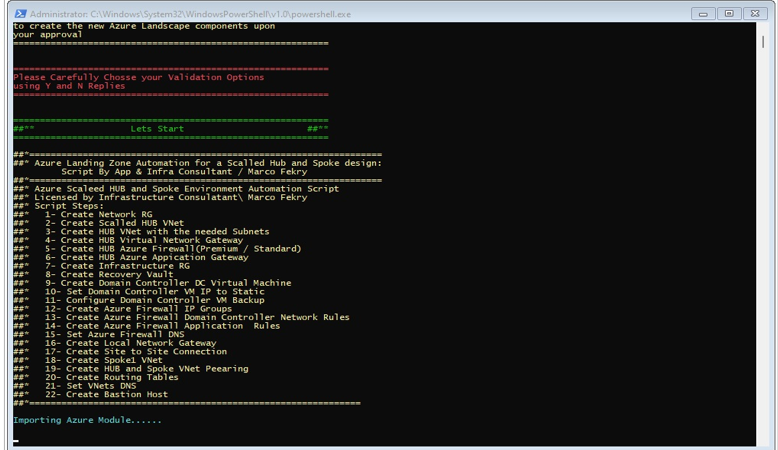 Administrator: C:\Windows\System32\WindowsPowerShell\v1.0\powershell.exe
to create the new Azure Landscape components upon
your approval
===========================================================
===========================================================
Please Carefully Chosse your Validation Options
using Y and N Replies
===========================================================
===========================================================
##** Lets Start ##**
===========================================================
##*==================================================================
##* Azure Landing Zone Automation for a Scalled Hub and Spoke design:
Script By App & Infra Consultant / Marco Fekry
##*==================================================================
##* Azure Scaleed HUB and Spoke Environment Automation Script
##* Licensed by Infrastructure Consulatant\ Marco Fekry
##* Script Steps:
##* 1- Create Network RG
##* 2- Create Scalled HUB VNet
##* 3- Create HUB VNet with the needed Subnets
##* 4- Create HUB Virtual Network Gateway
##* 5- Create HUB Azure Firewall(Premium / Standard)
##* 6- Create HUB Azure Appication Gateway
##* 7- Create Infrastructure RG
##* 8- Create Recovery Vault
##* 9- Create Domain Controller DC Virtual Machine
##* 10- Set Domain Controller VM IP to Static
##* 11- Configure Domain Controller VM Backup
##* 12- Create Azure Firewall IP Groups
##* 13- Create Azure Firewall Domain Controller Network Rules
##* 14- Create Azure Firewall Application  Rules
##* 15- Set Azure Firewall DNS
##* 16- Create Local Network Gateway
##* 17- Create Site to Site Connection
##* 18- Create Spoke1 VNet
##* 19- Create HUB and Spoke VNet Peearing
##* 20- Create Routing Tables
##* 21- Set VNets DNS
##* 22- Create Bastion Host
##*==============================================================
Importing Azure Module......